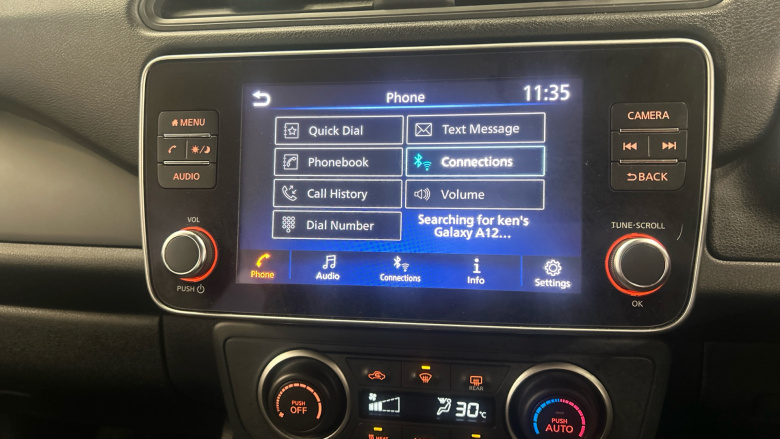 Phone
11:35
MENU
AUDIO
Quick Dial
Text Message
Phonebook
Connections
Call History
Volume
Dial Number
Searching for ken's
Galaxy A12...
Phone
Audio
Connections
Info
Settings
CAMERA
BACK
VOL
PUSH
TUNE·SCROLL
OK
PUSH
OFF
REAR
30°C
PUSH
AUTO